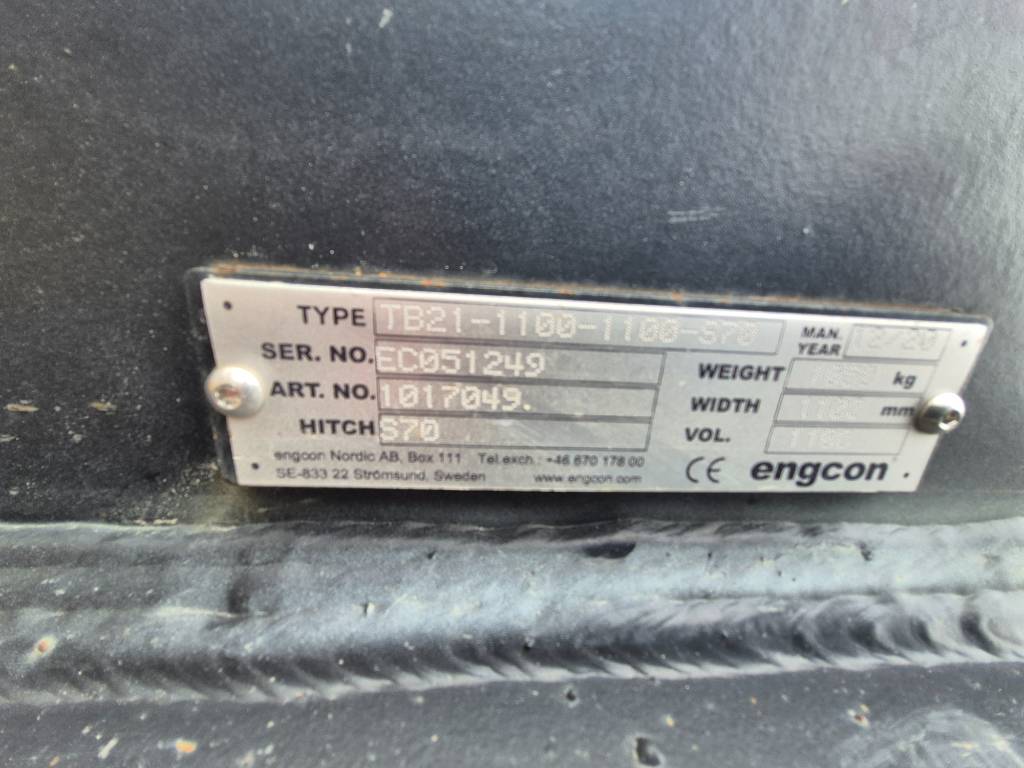 TYPE TB21-1100-1100-S70 MAN. YEAR 12/20
SER. NO. EC051249
ART. NO. 1017049.
HITCH S70
WEIGHT kg
WIDTH mm
VOL.
engcon Nordic AB, Box 111 Tel.exch.: +46 670 178 00
SE-833 22 Strömsund, Sweden www.engcon.com
CE engcon